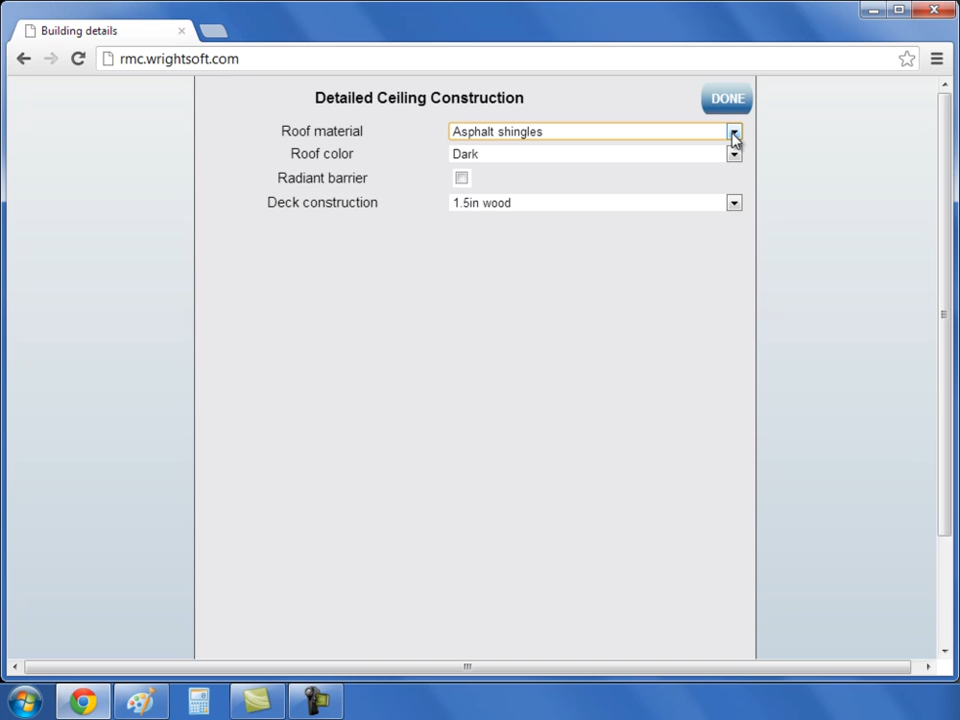 Building details
rmc.wrightsoft.com
Detailed Ceiling Construction
DONE
Roof material Asphalt shingles
Roof color Dark
Radiant barrier
Deck construction 1.5in wood